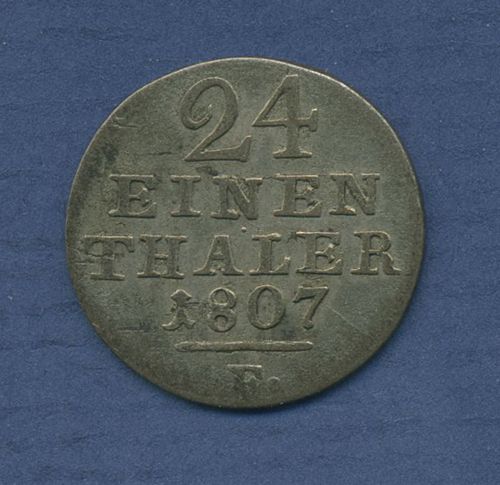 24
EINEN
THALER
1807
F.